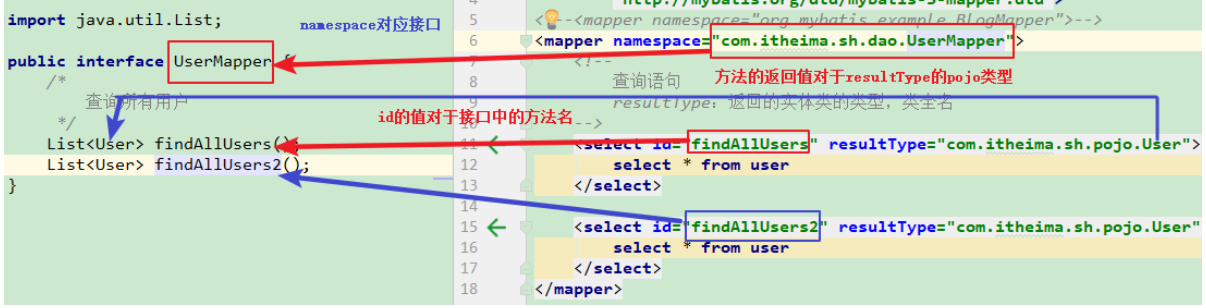 import java.util.List;
namespace对应接口
public interface UserMapper {
/*
查询所有用户
*/
id的值对于接口中的方法名
List<User> findAllUsers();
List<User> findAllUsers2();
}
"http://mybatis.org/dtd/mybatis-3-mapper.dtd">
5 <!--<mapper namespace="org.mybatis.example.BlogMapper">-->
6 <mapper namespace="com.itheima.sh.dao.UserMapper">
7 <!--
8 查询语句
方法的返回值对于resultType的pojo类型
9 resultType：返回的实体类的类型，类全名
-->
11 <select id="findAllUsers" resultType="com.itheima.sh.pojo.User">
12 select * from user
13 </select>
14
15 <select id="findAllUsers2" resultType="com.itheima.sh.pojo.User"
16 select * from user
17 </select>
18 </mapper>